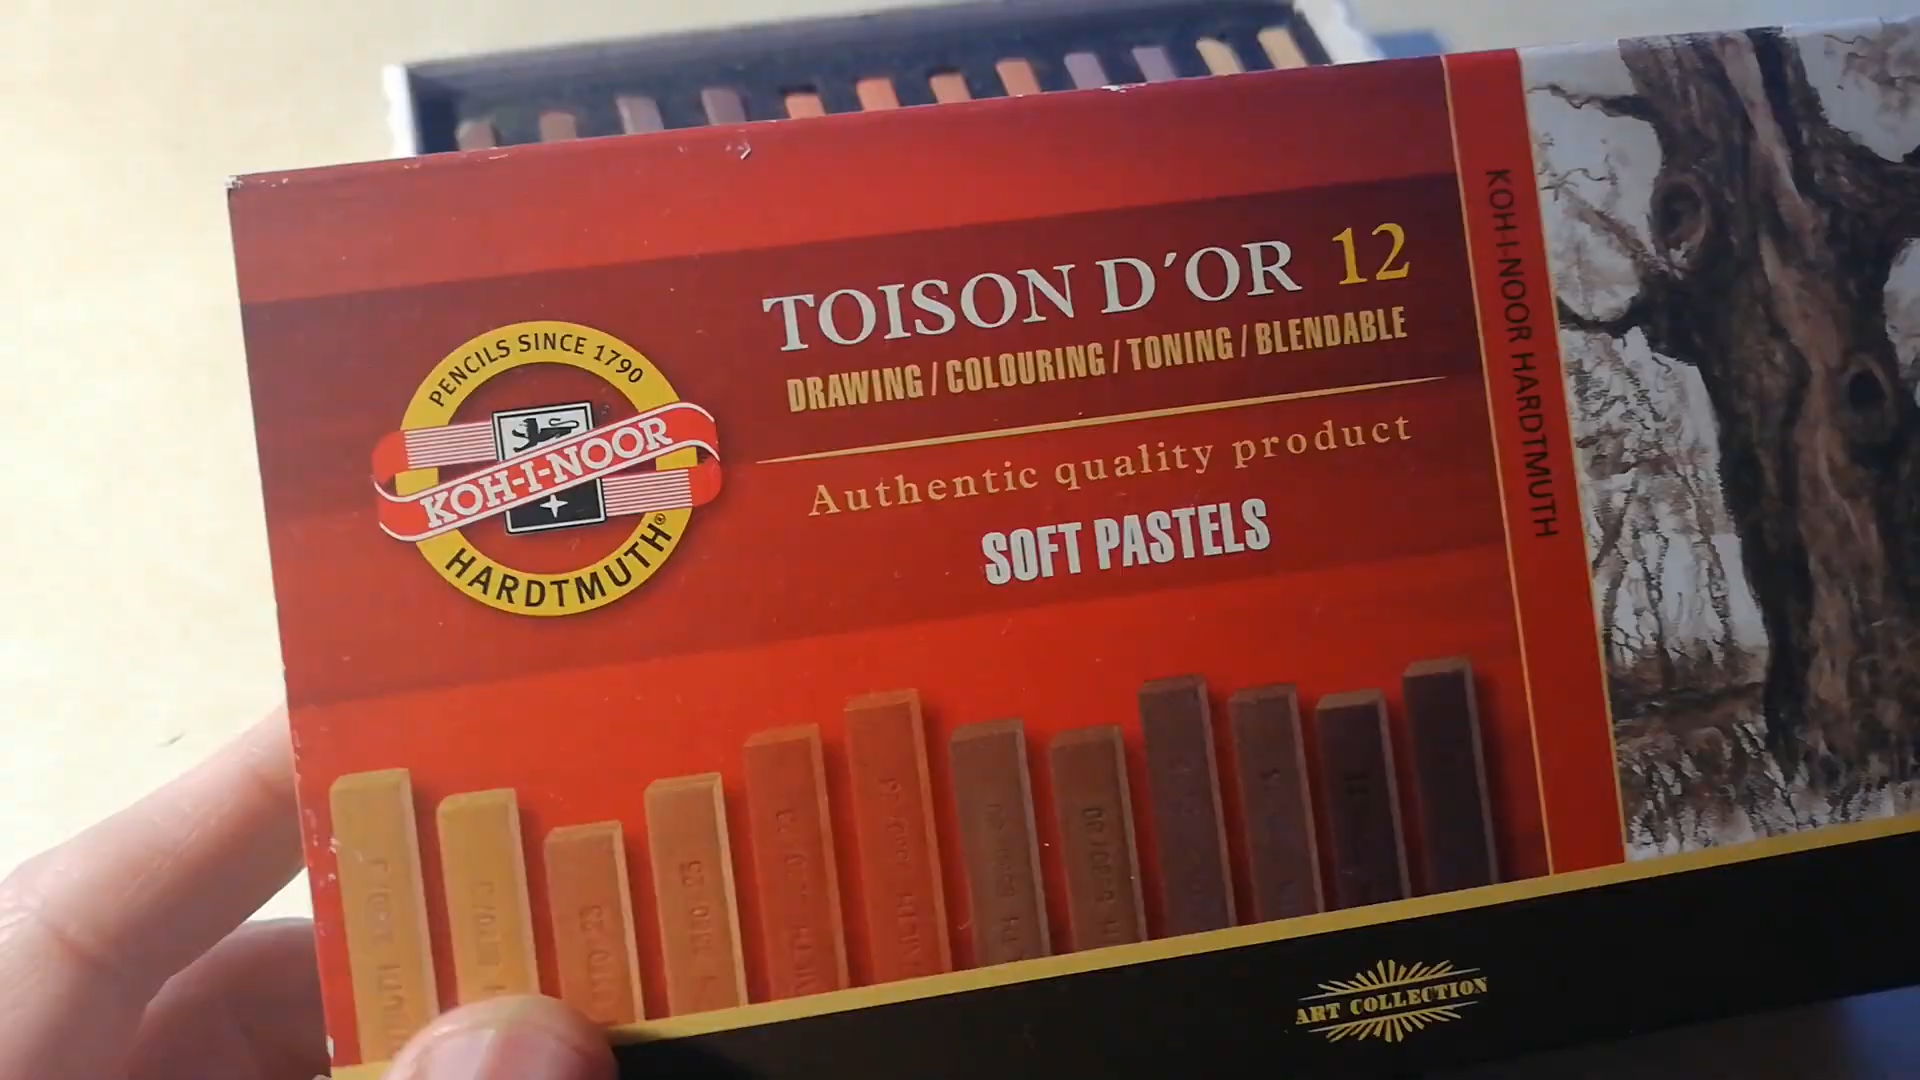 TOISON D´OR 12
DRAWING / COLOURING / TONING / BLENDABLE
Authentic quality product
SOFT PASTELS
PENCILS SINCE 1790
KOH-I-NOOR
HARDTMUTH®
KOH-I-NOOR HARDTMUTH
ART COLLECTION